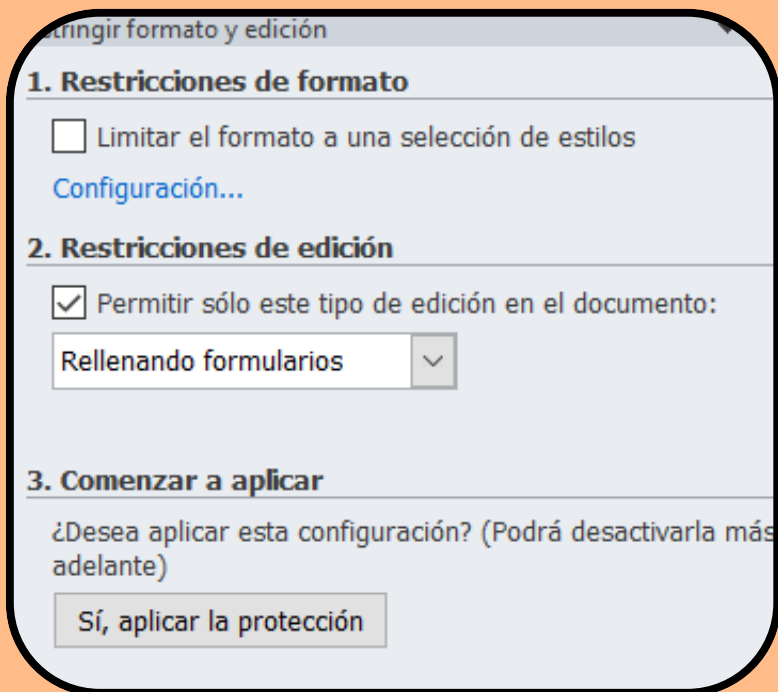 stringir formato y edición
1. Restricciones de formato
Limitar el formato a una selección de estilos
Configuración...
2. Restricciones de edición
Permitir sólo este tipo de edición en el documento:
Rellenando formularios
3. Comenzar a aplicar
¿Desea aplicar esta configuración? (Podrá desactivarla más
adelante)
Sí, aplicar la protección